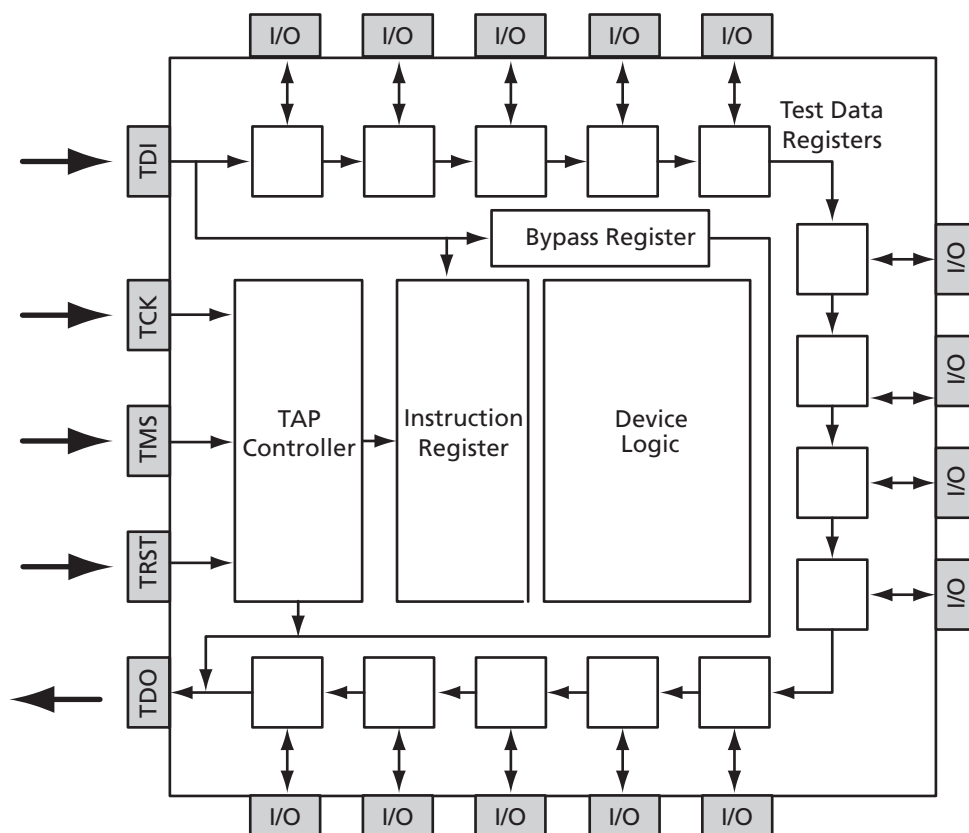 I/O I/O I/O I/O I/O
Test Data
Registers
TDI
Bypass Register
I/O
TCK
I/O
TMS
TAP
Controller
Instruction
Register
Device
Logic
I/O
TRST
I/O
TDO
I/O I/O I/O I/O I/O